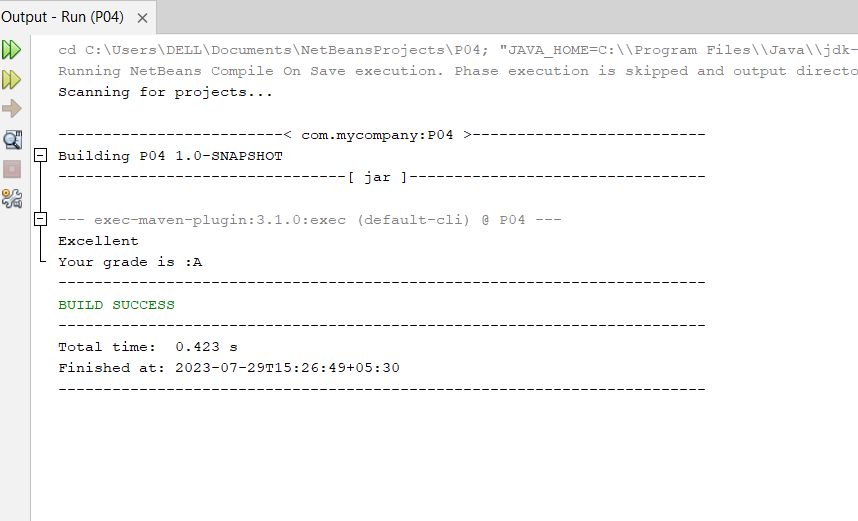 Output - Run (P04)
cd C:\Users\DELL\Documents\NetBeansProjects\P04; "JAVA_HOME=C:\\Program Files\\Java\\jdk-
Running NetBeans Compile On Save execution. Phase execution is skipped and output directo
Scanning for projects...
-------------------------< com.mycompany:P04 >--------------------------
Building P04 1.0-SNAPSHOT
--------------------------------[ jar ]---------------------------------
--- exec-maven-plugin:3.1.0:exec (default-cli) @ P04 ---
Excellent
Your grade is :A
------------------------------------------------------------------------
BUILD SUCCESS
------------------------------------------------------------------------
Total time:  0.423 s
Finished at: 2023-07-29T15:26:49+05:30
------------------------------------------------------------------------